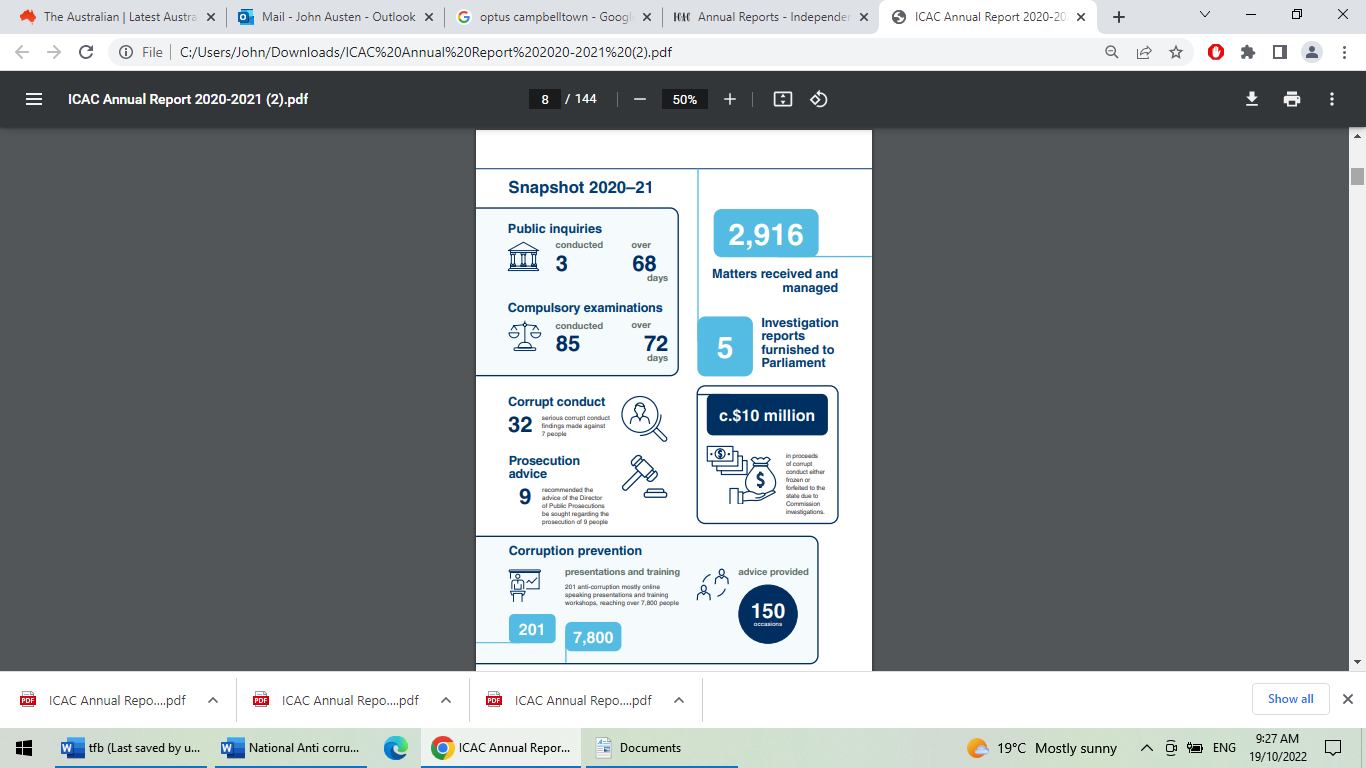 The Australian | Latest Austra
Mail - John Austen - Outlook
optus campbelltown - Googl
Annual Reports - Independen
ICAC Annual Report 2020-20
File
C:/Users/John/Downloads/ICAC%20Annual%20Report%202020-2021%20(2).pdf
ICAC Annual Report 2020-2021 (2).pdf
8 / 144
50%
Snapshot 2020–21
Public inquiries
conducted over
3 68
days
Compulsory examinations
conducted over
85 72
days
2,916
Matters received and
managed
5
Investigation
reports
furnished to
Parliament
Corrupt conduct
32
serious corrupt conduct
findings made against
7 people
Prosecution
advice
9
recommended the
advice of the Director
of Public Prosecutions
be sought regarding the
prosecution of 9 people
c.$10 million
in proceeds
of corrupt
conduct either
frozen or
forfeited to the
state due to
Commission
investigations.
Corruption prevention
presentations and training
201 anti-corruption mostly online
speaking presentations and training
workshops, reaching over 7,800 people
201
7,800
advice provided
150
occasions
ICAC Annual Repo....pdf
ICAC Annual Repo....pdf
ICAC Annual Repo....pdf
Show all
tfb (Last saved by u...
National Anti corru...
ICAC Annual Repor...
Documents
19°C Mostly sunny
ENG
9:27 AM
19/10/2022